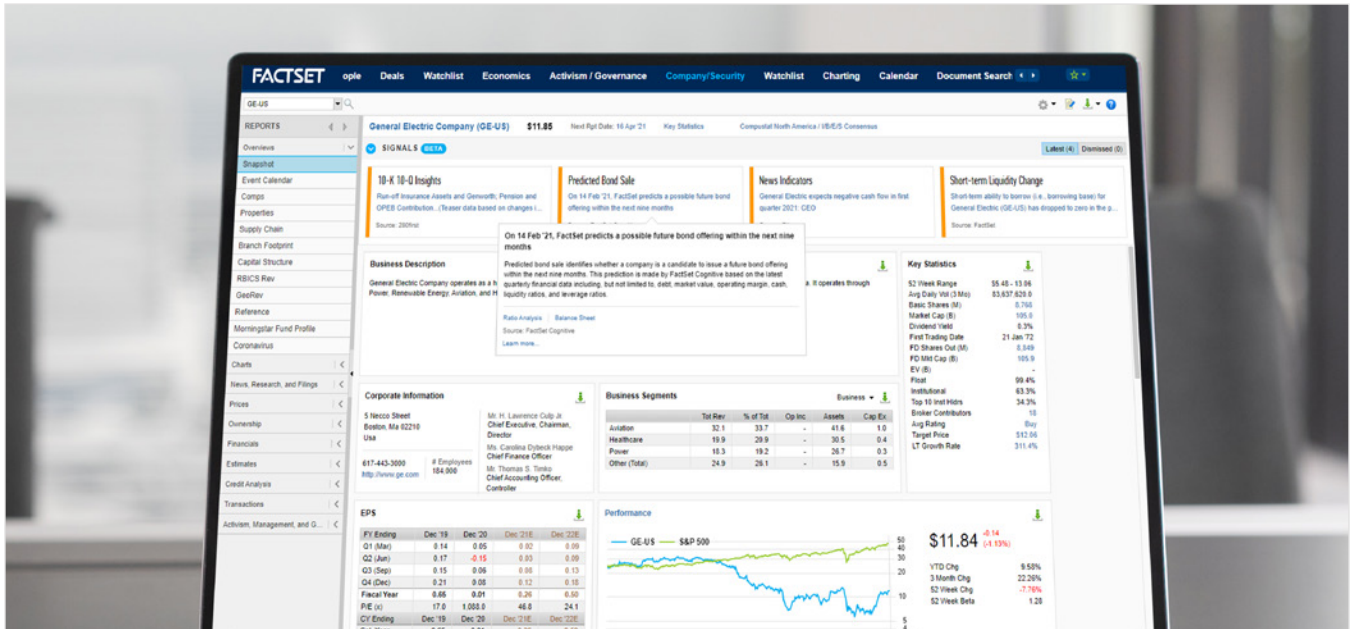 FACTSET ople Deals Watchlist Economics Activism / Governance Company/Security Watchlist Charting Calendar Document Search
GE-US
REPORTS
Overviews
Snapshot
Event Calendar
Comps
Properties
Supply Chain
Branch Footprint
Capital Structure
RBICS Rev
GeoRev
Reference
Morningstar Fund Profile
Coronavirus
Charts
News, Research, and Filings
Prices
Ownership
Financials
Estimates
Credit Analysis
Transactions
Activism, Management, and G...
General Electric Company (GE-US) $11.85 Next Rpt Date: 16 Apr '21 Key Statistics Compustat North America / I/B/E/S Consensus
SIGNALS BETA
Latest (4) Dismissed (0)
10-K 10-Q Insights
Run-off Insurance Assets and Genworth; Pension and
OPEB Contribution...(Teaser data based on changes i...
Source: 280first
Predicted Bond Sale
On 14 Feb '21, FactSet predicts a possible future bond
offering within the next nine months
News Indicators
General Electric expects negative cash flow in first
quarter 2021: CEO
Short-term Liquidity Change
Short-term ability to borrow (i.e., borrowing base) for
General Electric (GE-US) has dropped to zero in the p...
Source: FactSet
On 14 Feb '21, FactSet predicts a possible future bond offering within the next nine
months
Predicted bond sale identifies whether a company is a candidate to issue a future bond offering
within the next nine months. This prediction is made by FactSet Cognitive based on the latest
quarterly financial data including, but not limited to, debt, market value, operating margin, cash,
liquidity ratios, and leverage ratios.
Ratio Analysis Balance Sheet
Source: FactSet Cognitive
Learn more...
Business Description
General Electric Company operates as a h
a. It operates through
Power, Renewable Energy, Aviation, and H
Key Statistics
52 Week Range $5.48 - 13.06
Avg Daily Vol (3 Mo) 83,637,620.0
Basic Shares (M) 8,766
Market Cap (B) 105.0
Dividend Yield 0.3%
First Trading Date 21 Jan '72
FD Shares Out (M) 8,849
FD Mkt Cap (B) 105.9
EV (B) -
Float 99.4%
Institutional 63.3%
Top 10 Inst Hldrs 34.3%
Broker Contributors 18
Avg Rating Buy
Target Price $12.06
LT Growth Rate 311.4%
Corporate Information
5 Necco Street
Boston, Ma 02210
Usa
617-443-3000
http://www.ge.com
# Employees
184,000
Mr. H. Lawrence Culp Jr.
Chief Executive, Chairman,
Director
Ms. Carolina Dybeck Happe
Chief Finance Officer
Mr. Thomas S. Timko
Chief Accounting Officer,
Controller
Business Segments
Business
Tot Rev % of Tot Op Inc Assets Cap Ex
Aviation 32.1 33.7 - 41.6 1.0
Healthcare 19.9 20.9 - 30.5 0.4
Power 18.3 19.2 - 26.7 0.3
Other (Total) 24.9 26.1 - 15.9 0.5
EPS
FY Ending Dec '19 Dec '20 Dec '21E Dec '22E
Q1 (Mar) 0.14 0.05 0.02 0.09
Q2 (Jun) 0.17 -0.15 0.03 0.09
Q3 (Sep) 0.15 0.06 0.08 0.13
Q4 (Dec) 0.21 0.08 0.12 0.18
Fiscal Year 0.65 0.01 0.26 0.50
P/E (x) 17.0 1,088.0 46.8 24.1
CY Ending Dec '19 Dec '20 Dec '21E Dec '22E
Performance
GE-US S&P 500
50
40
30
20
10
5
$11.84 -0.14
(-1.13%)
YTD Chg 9.58%
3 Month Chg 22.26%
52 Week Chg -7.76%
52 Week Beta 1.28